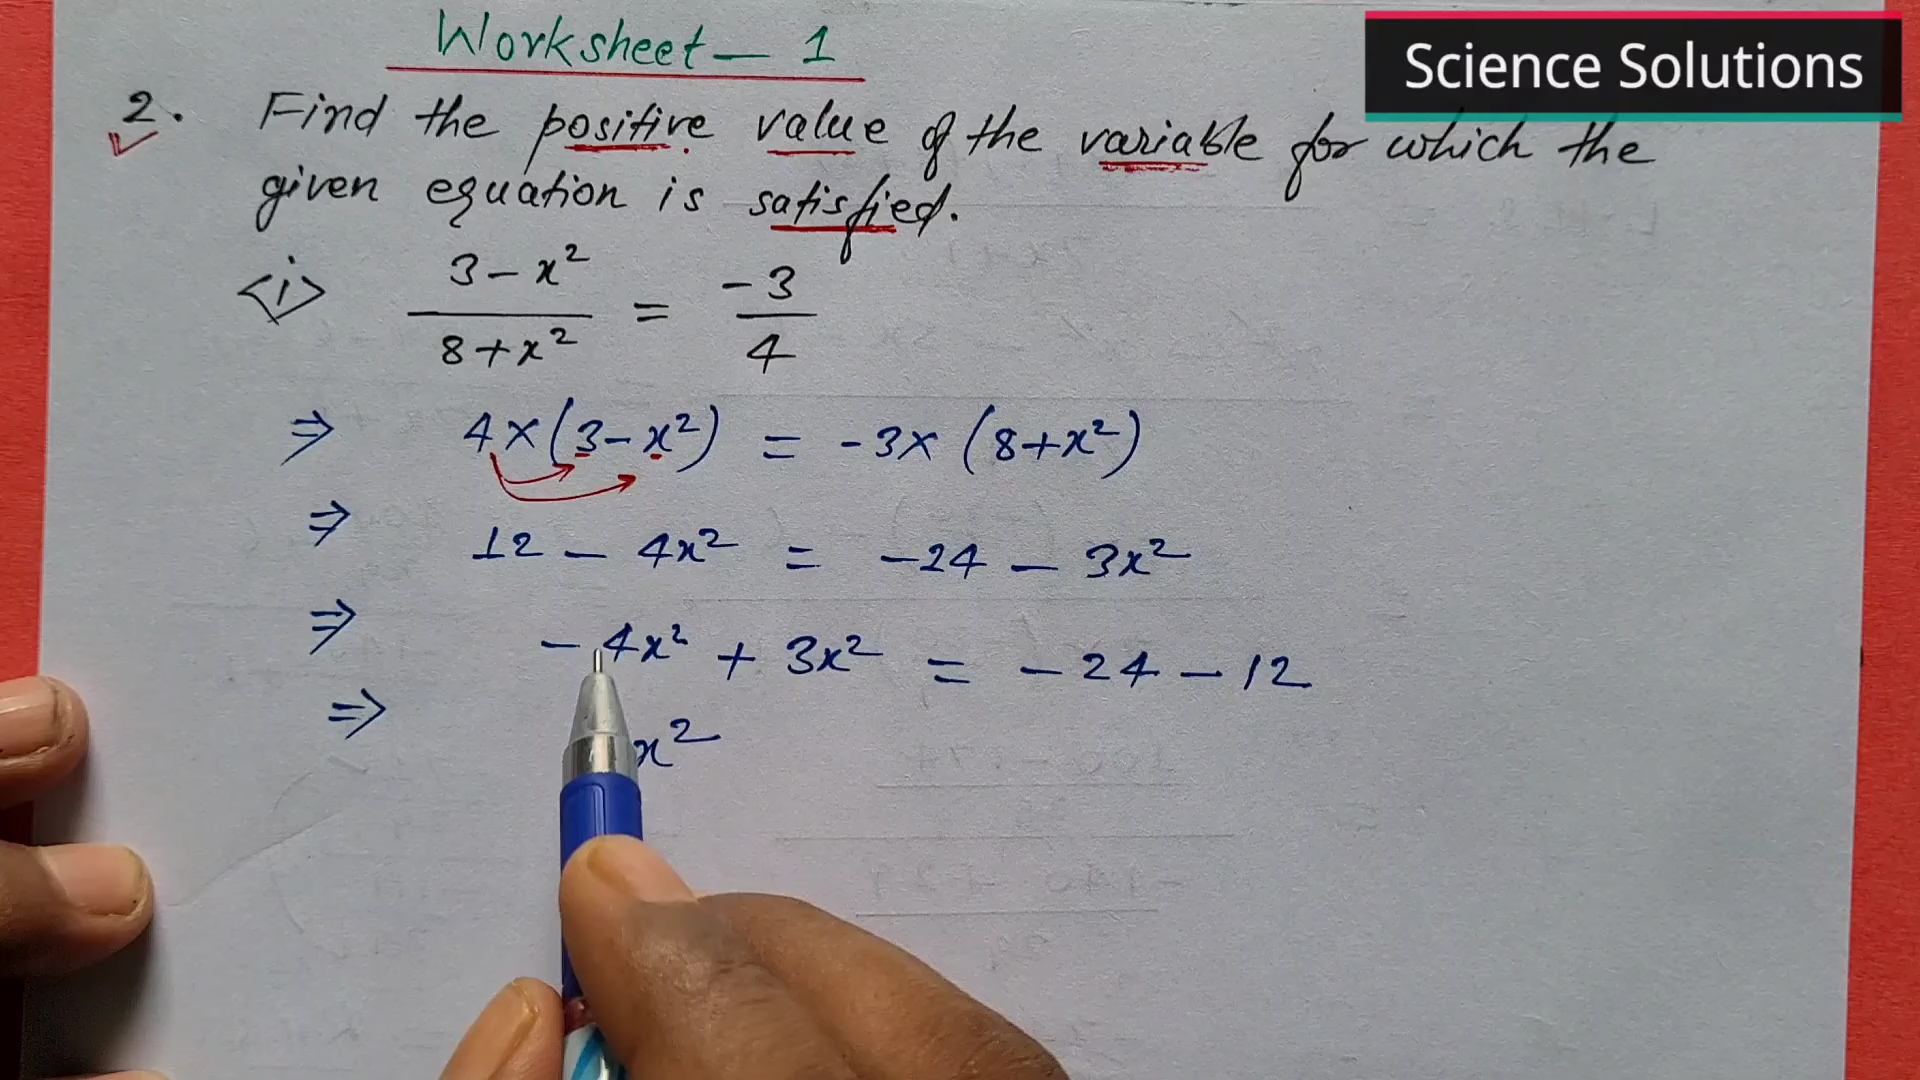 Worksheet — 1
Science Solutions
2. Find the positive value of the variable for which the
given equation is satisfied.
<i> 3 - x² / 8 + x² = -3 / 4
⇒ 4 × (3 - x²) = -3 × (8 + x²)
⇒ 12 - 4x² = -24 - 3x²
⇒ -4x² + 3x² = -24 - 12
⇒ x²